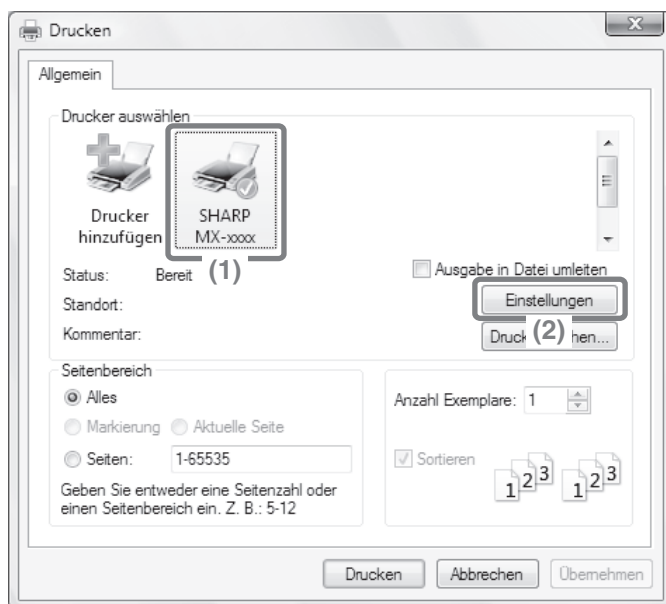 Drucken
Allgemein
Drucker auswählen
Drucker
hinzufügen
SHARP
MX-xxxx
(1)
Status: Bereit
Ausgabe in Datei umleiten
Standort:
Einstellungen
Kommentar:
(2)
Seitenbereich
Alles
Markierung Aktuelle Seite
Seiten: 1-65535
Geben Sie entweder eine Seitenzahl oder
einen Seitenbereich ein. Z. B.: 5-12
Anzahl Exemplare: 1
Sortieren
1 2 3 1 2 3
Drucken Abbrechen Übernehmen